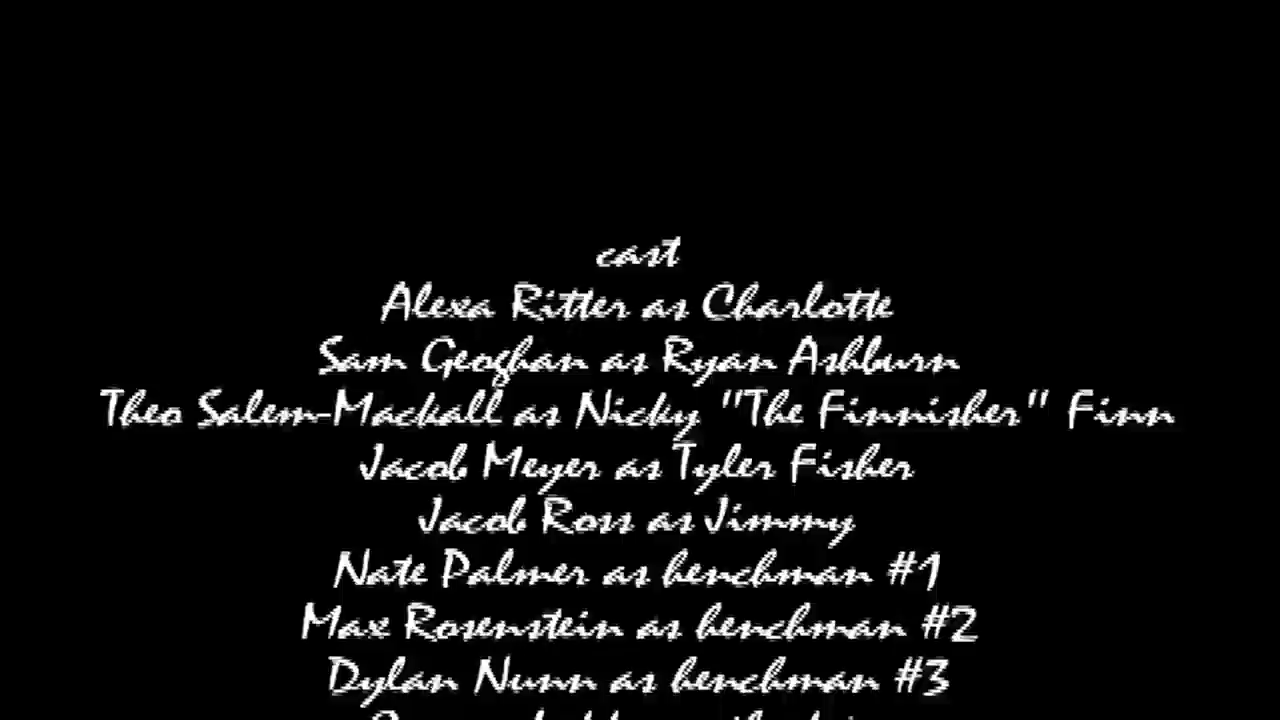 cast
Alexa Ritter as Charlotte
Sam Geoghan as Ryan Ashburn
Theo Salem-Mackall as Nicky "The Finnisher" Finn
Jacob Meyer as Tyler Fisher
Jacob Ross as Jimmy
Nate Palmer as henchman #1
Max Rosenstein as henchman #2
Dylan Nunn as henchman #3